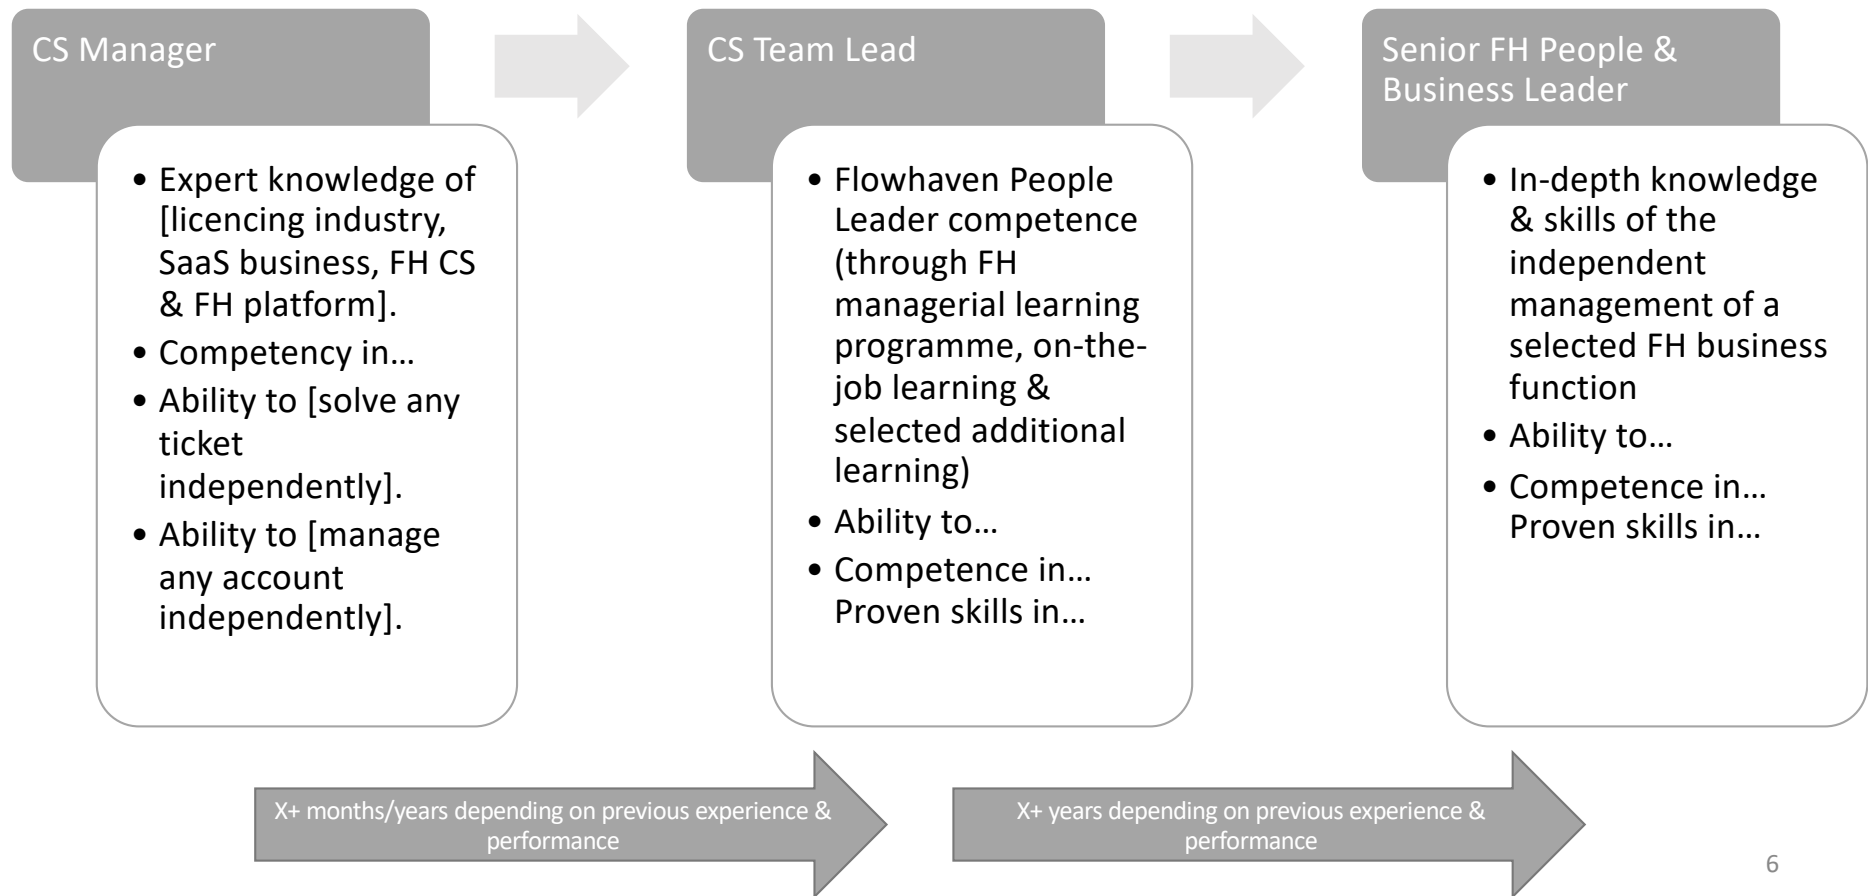 CS Manager
• Expert knowledge of
[licencing industry,
SaaS business, FH CS
& FH platform].
• Competency in…
• Ability to [solve any
ticket
independently].
• Ability to [manage
any account
independently].
CS Team Lead
• Flowhaven People
Leader competence
(through FH
managerial learning
programme, on-the-
job learning &
selected additional
learning)
• Ability to…
• Competence in…
Proven skills in…
Senior FH People &
Business Leader
• In-depth knowledge
& skills of the
independent
management of a
selected FH business
function
• Ability to…
• Competence in…
Proven skills in…
X+ months/years depending on previous experience &
performance
X+ years depending on previous experience &
performance
6